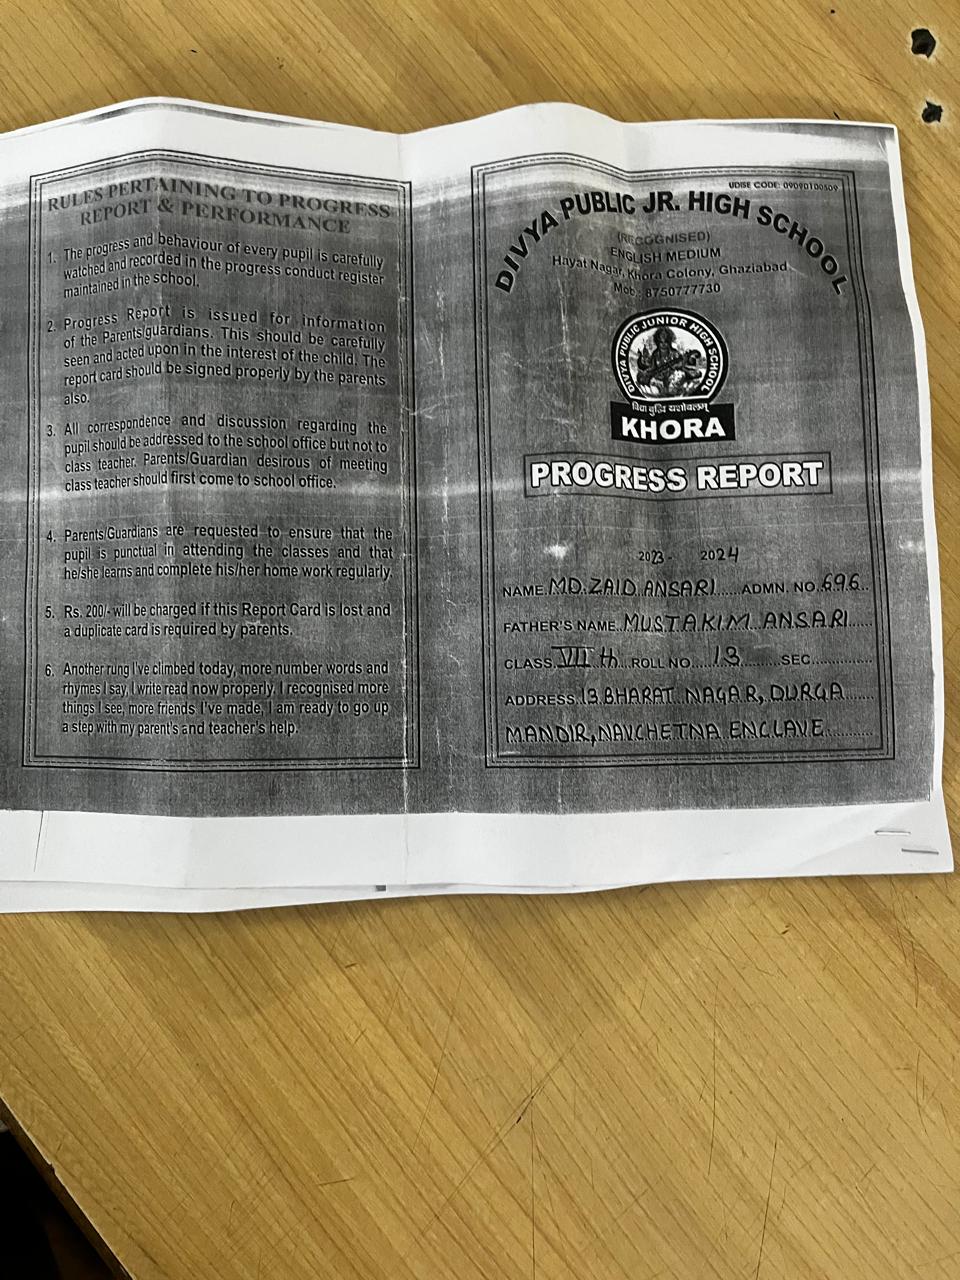 RULES PERTAINING TO PROGRESS
REPORT & PERFORMANCE
1. The progress and behaviour of every pupil is carefully
watched and recorded in the progress conduct register
maintained in the school.
2. Progress Report is issued for information
of the Parents/guardians. This should be carefully
seen and acted upon in the interest of the child. The
report card should be signed properly by the parents
also.
3. All correspondence and discussion regarding the
pupil should be addressed to the school office but not to
class teacher. Parents/Guardian desirous of meeting
class teacher should first come to school office.
4. Parents/Guardians are requested to ensure that the
pupil is punctual in attending the classes and that
he/she learns and complete his/her home work regularly.
5. Rs. 200/- will be charged if this Report Card is lost and
a duplicate card is required by parents.
6. Another rung I've climbed today, more number words and
rhymes I say, I write read now properly. I recognised more
things I see, more friends I've made, I am ready to go up
a step with my parent's and teacher's help.
UDISE CODE: 09090100509
DIVYA PUBLIC JR. HIGH SCHOOL
(RECOGNISED)
ENGLISH MEDIUM
Hayat Nagar, Khora Colony, Ghaziabad
Mob.: 8750777730
DIVYA PUBLIC JUNIOR HIGH SCHOOL
विद्या बुद्धि यशोबलम्
KHORA
PROGRESS REPORT
2023- 2024
NAME. MD. ZAID ANSARI......ADMN. NO. 696..
FATHER'S NAME. MUSTAKIM ANSARI......
CLASS. VII th...ROLL NO....13........SEC..............
ADDRESS. 13 BHARAT NAGAR, DURGA.......
MANDIR, NAVCHETNA ENCLAVE............